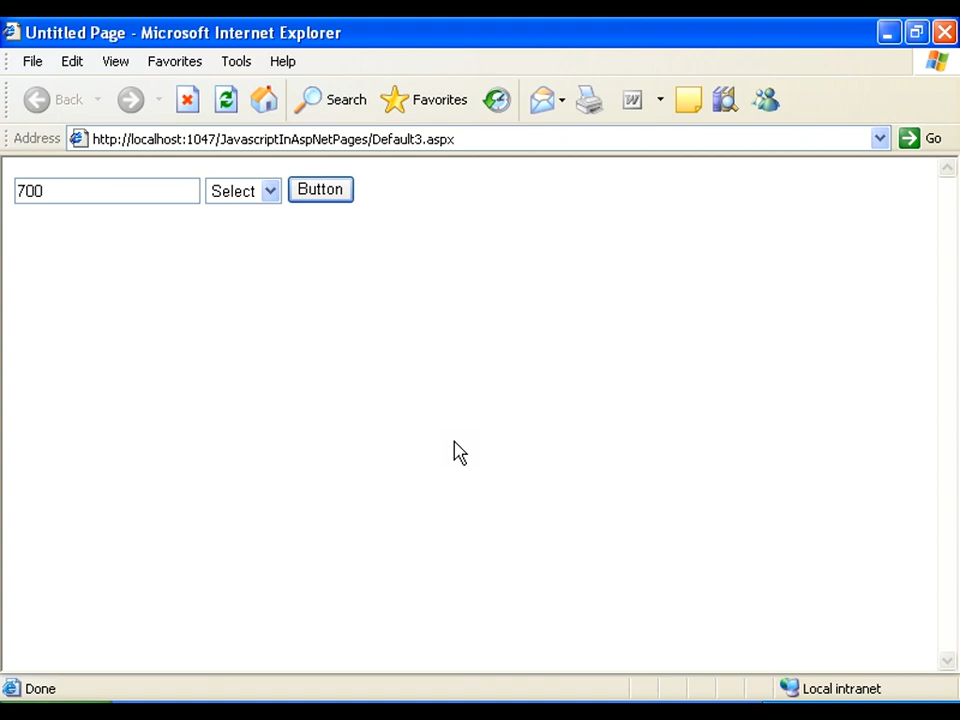 Untitled Page - Microsoft Internet Explorer
File Edit View Favorites Tools Help
Back Search Favorites W
Address http://localhost:1047/JavascriptInAspNetPages/Default3.aspx Go
700 Select Button
Done Local intranet